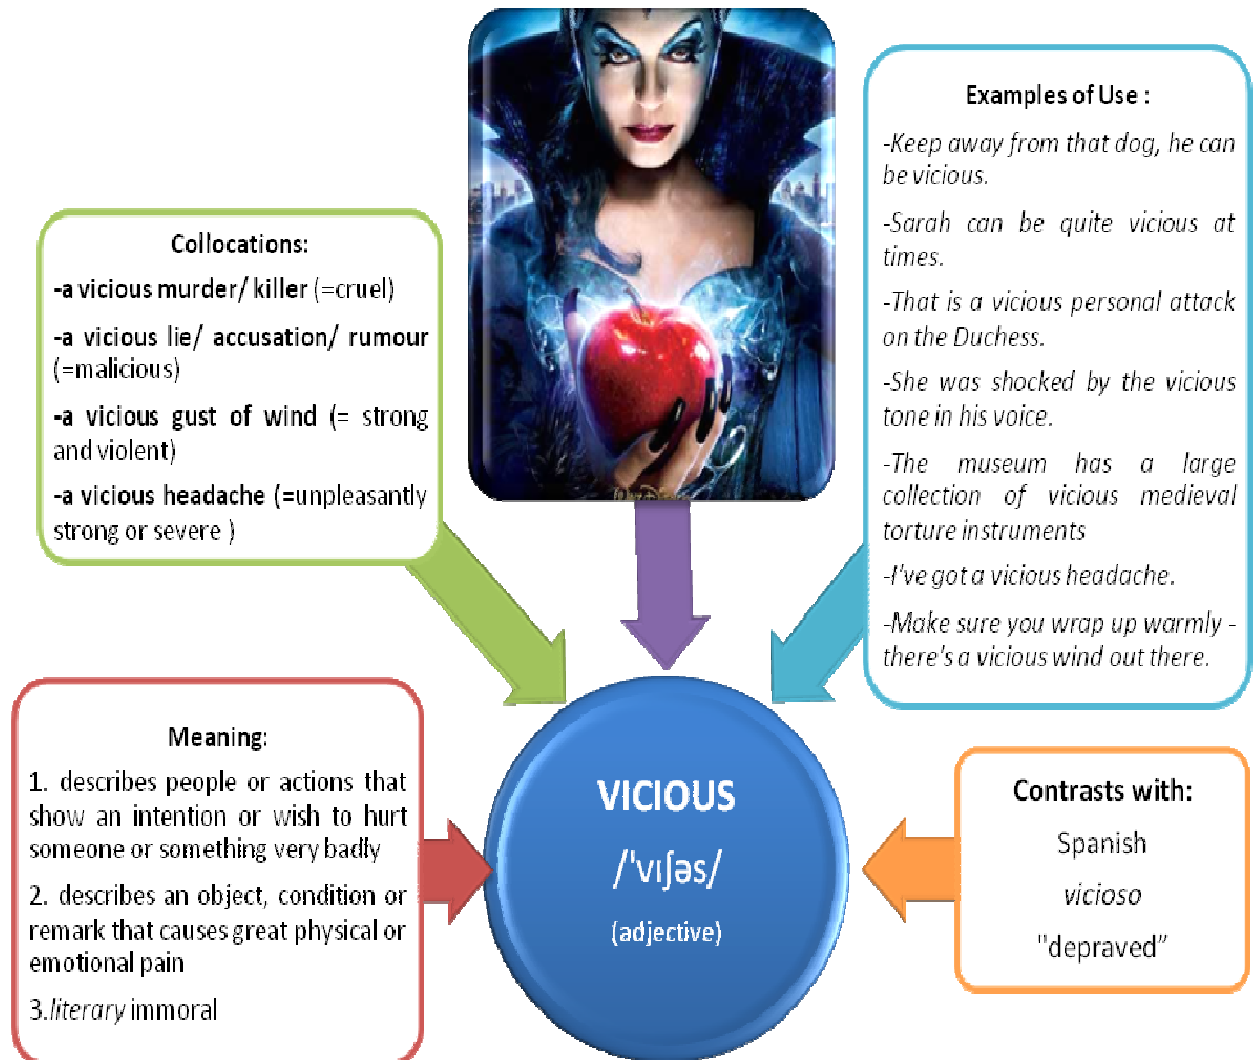 Collocations:
-a vicious murder/ killer (=cruel)
-a vicious lie/ accusation/ rumour
(=malicious)
-a vicious gust of wind (= strong
and violent)
-a vicious headache (=unpleasantly
strong or severe )
Examples of Use :
-Keep away from that dog, he can
be vicious.
-Sarah can be quite vicious at
times.
-That is a vicious personal attack
on the Duchess.
-She was shocked by the vicious
tone in his voice.
-The museum has a large
collection of vicious medieval
torture instruments
-I've got a vicious headache.
-Make sure you wrap up warmly -
there's a vicious wind out there.
Meaning:
1. describes people or actions that
show an intention or wish to hurt
someone or something very badly
2. describes an object, condition or
remark that causes great physical or
emotional pain
3.literary immoral
VICIOUS
/'vɪʃəs/
(adjective)
Contrasts with:
Spanish
vicioso
"depraved”